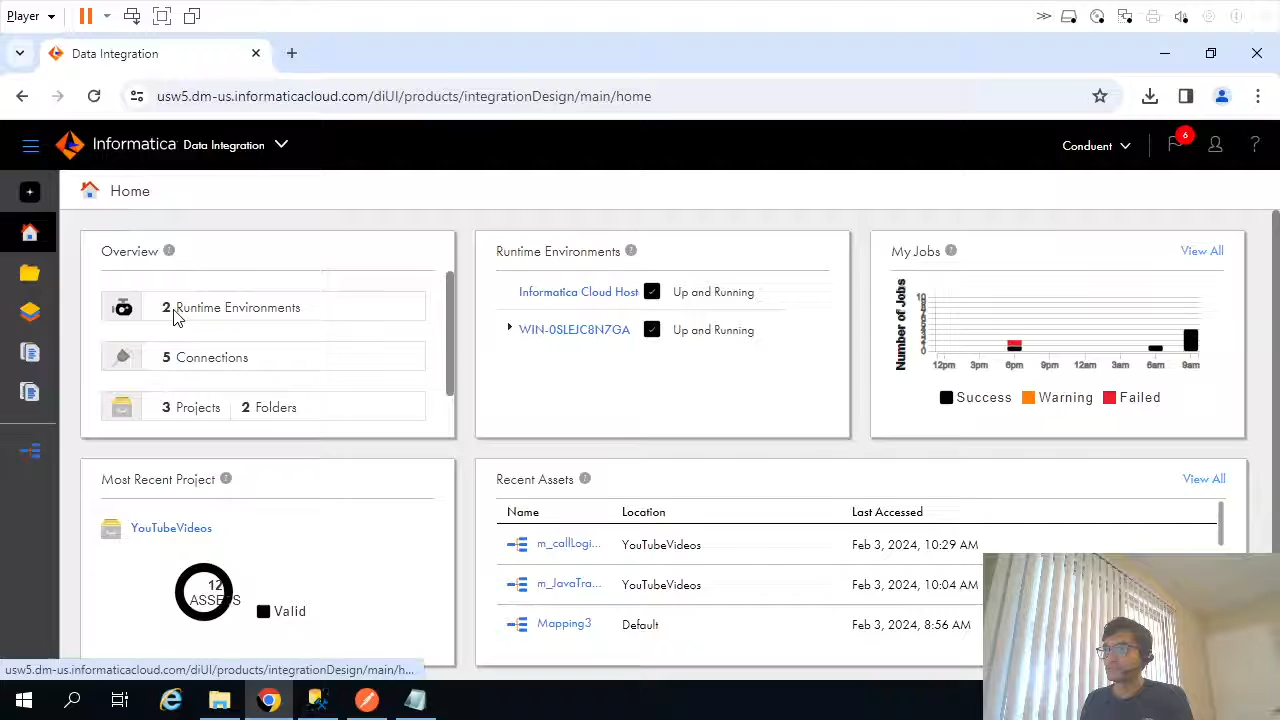 Player
Data Integration
usw5.dm-us.informaticacloud.com/diUI/products/integrationDesign/main/home
Informatica Data Integration
Conduent
6
?
Home
Overview
2 Runtime Environments
5 Connections
3 Projects 2 Folders
Runtime Environments
Informatica Cloud Host
Up and Running
WIN-0SLEJC8N7GA
Up and Running
My Jobs
View All
Number of Jobs
10
12pm 3pm 6pm 9pm 12am 3am 6am 9am
Success Warning Failed
Most Recent Project
YouTubeVideos
12
ASSETS
Valid
Recent Assets
View All
Name Location Last Accessed
m_callLogi... YouTubeVideos Feb 3, 2024, 10:29 AM
m_JavaTra... YouTubeVideos Feb 3, 2024, 10:04 AM
Mapping3 Default Feb 3, 2024, 8:56 AM
usw5.dm-us.informaticacloud.com/diUI/products/integrationDesign/main/h...